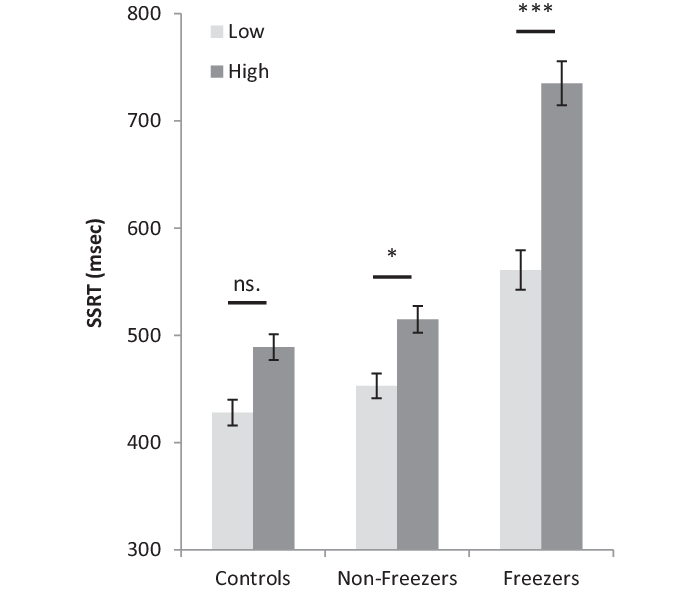 800
700
600
500
400
300
SSRT (msec)
Low
High
ns.
*
***
Controls
Non-Freezers
Freezers